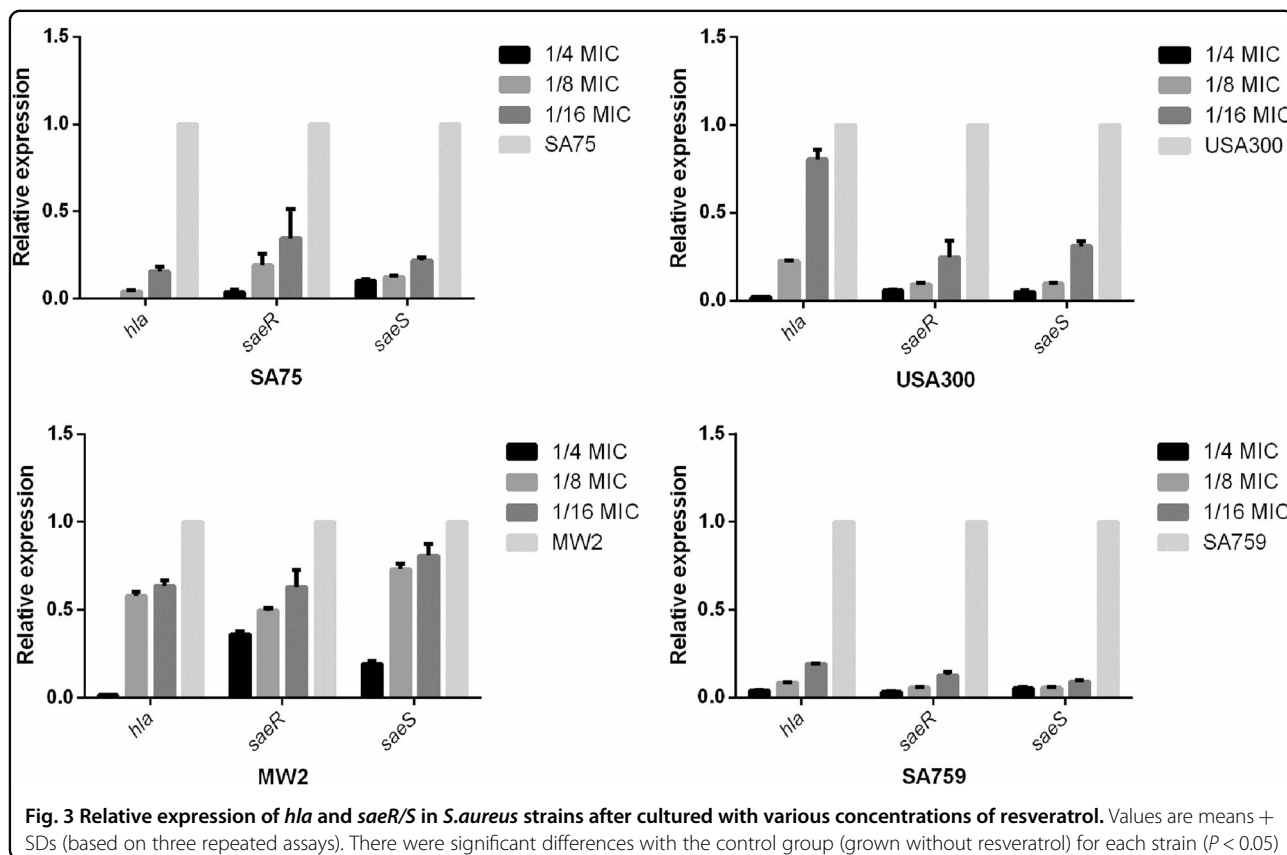 1.5
1.0
0.5
0.0
Relative expression
1/4 MIC
1/8 MIC
1/16 MIC
SA75
hla
saeR
saeS
SA75
1.5
1.0
0.5
0.0
Relative expression
1/4 MIC
1/8 MIC
1/16 MIC
USA300
hla
saeR
saeS
USA300
1.5
1.0
0.5
0.0
Relative expression
1/4 MIC
1/8 MIC
1/16 MIC
MW2
hla
saeR
saeS
MW2
1.5
1.0
0.5
0.0
Relative expression
1/4 MIC
1/8 MIC
1/16 MIC
SA759
hla
saeR
saeS
SA759
Fig. 3 Relative expression of hla and saeR/S in S.aureus strains after cultured with various concentrations of resveratrol. Values are means +
SDs (based on three repeated assays). There were significant differences with the control group (grown without resveratrol) for each strain (P < 0.05)